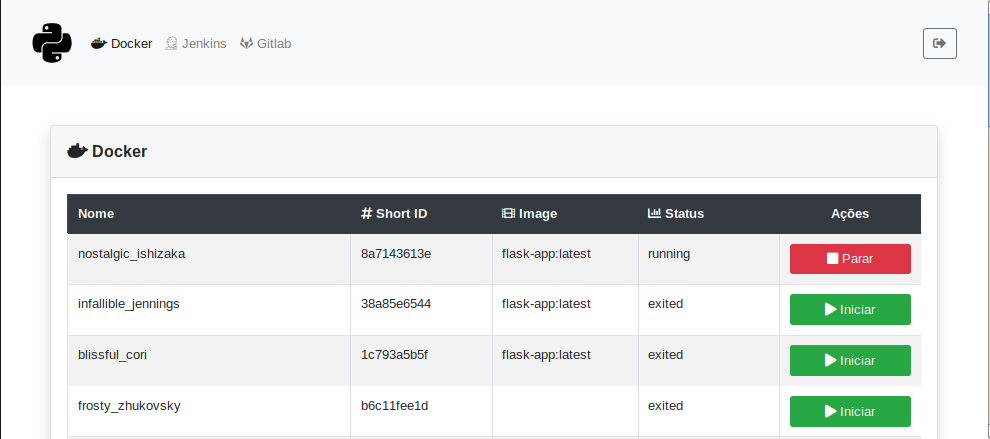 Docker Jenkins Gitlab
Docker
Nome Short ID Image Status Ações
nostalgic_ishizaka 8a7143613e flask-app:latest running Parar
infallible_jennings 38a85e6544 flask-app:latest exited Iniciar
blissful_cori 1c793a5b5f flask-app:latest exited Iniciar
frosty_zhukovsky b6c11fee1d exited Iniciar